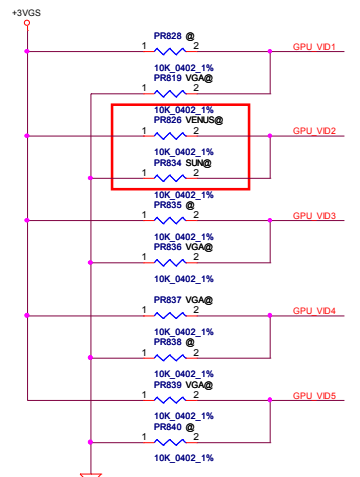 +3VGS
PR828 @
1 2 GPU_VID1
10K_0402_1%
PR819 VGA@
1 2
10K_0402_1%
PR826 VENUS@
1 2 GPU_VID2
10K_0402_1%
PR834 SUN@
1 2
10K_0402_1%
PR835 @
1 2 GPU_VID3
10K_0402_1%
PR836 VGA@
1 2
10K_0402_1%
PR837 VGA@
1 2 GPU_VID4
10K_0402_1%
PR838 @
1 2
10K_0402_1%
PR839 VGA@
1 2 GPU_VID5
10K_0402_1%
PR840 @
1 2
10K_0402_1%